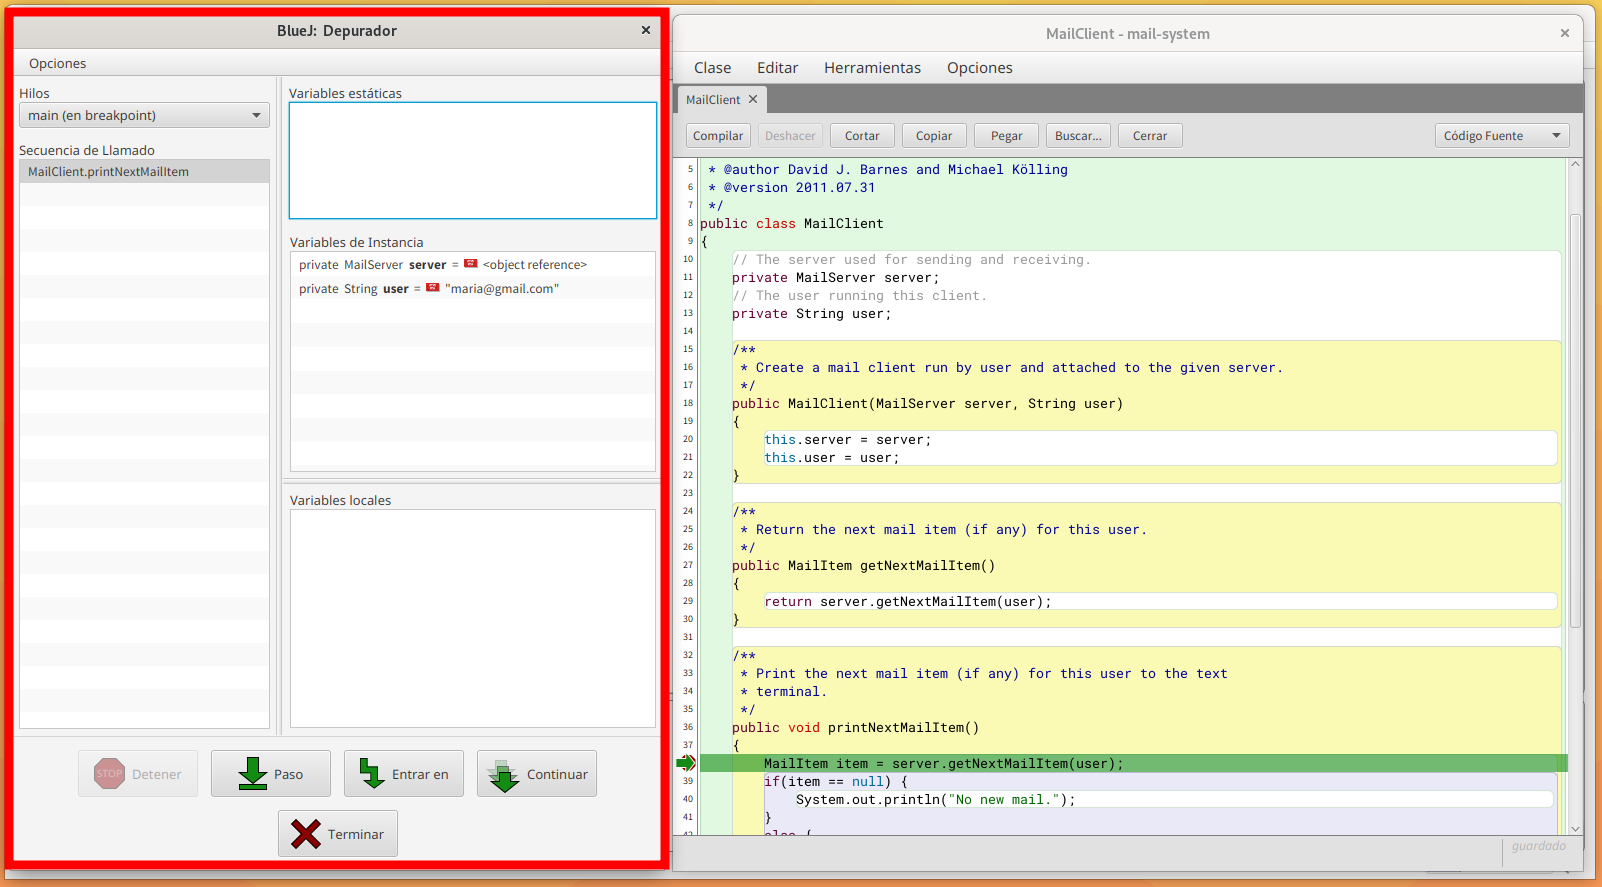 BlueJ: Depurador
Opciones
Hilos
main (en breakpoint)
Secuencia de Llamado
MailClient.printNextMailItem
Variables estáticas
Variables de Instancia
private MailServer server = <object reference>
private String user = "maria@gmail.com"
Variables locales
STOP Detener
Paso
Entrar en
Continuar
Terminar
MailClient - mail-system
Clase Editar Herramientas Opciones
MailClient
Compilar Deshacer Cortar Copiar Pegar Buscar... Cerrar Código Fuente
5 * @author David J. Barnes and Michael Kölling
6 * @version 2011.07.31
7 */
8 public class MailClient
9 {
10 // The server used for sending and receiving.
11 private MailServer server;
12 // The user running this client.
13 private String user;
14
15 /**
16 * Create a mail client run by user and attached to the given server.
17 */
18 public MailClient(MailServer server, String user)
19 {
20 this.server = server;
21 this.user = user;
22 }
23
24 /**
25 * Return the next mail item (if any) for this user.
26 */
27 public MailItem getNextMailItem()
28 {
29 return server.getNextMailItem(user);
30 }
31
32 /**
33 * Print the next mail item (if any) for this user to the text
34 * terminal.
35 */
36 public void printNextMailItem()
37 {
MailItem item = server.getNextMailItem(user);
39 if(item == null) {
40 System.out.println("No new mail.");
41 }
42 else {
guardado